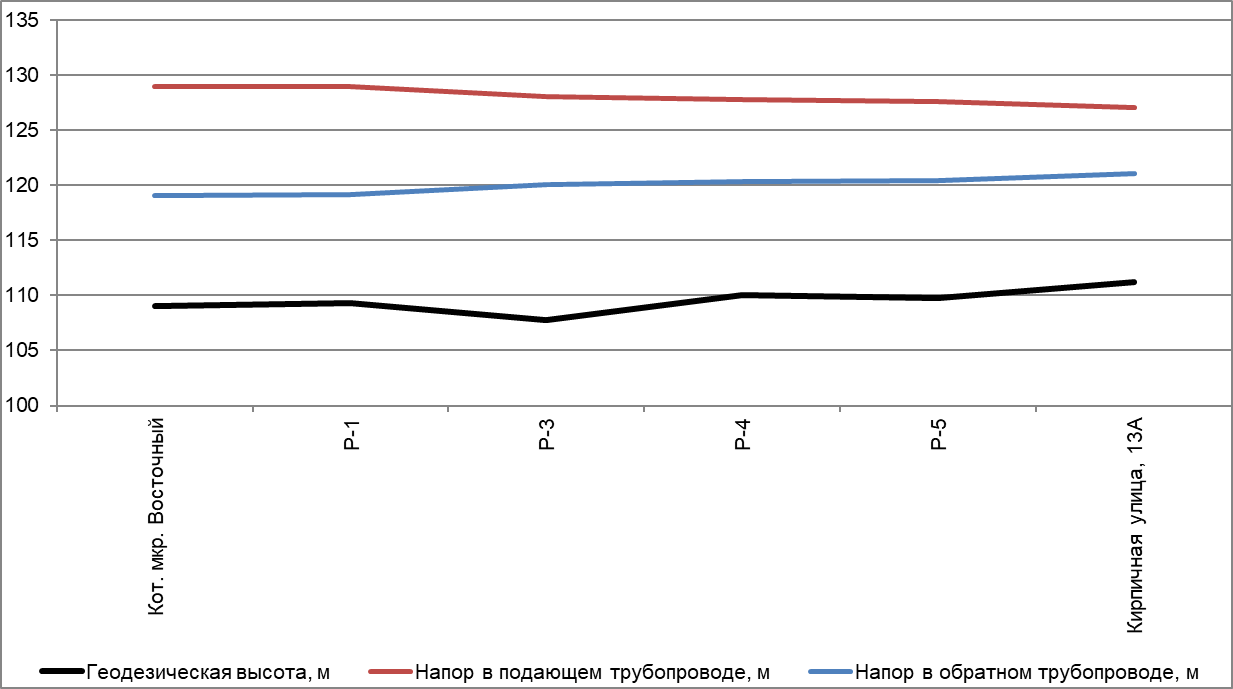 135
130
125
120
115
110
105
100
Кот. мкр. Восточный
Р-1
Р-3
Р-4
Р-5
Кирпичная улица, 13А
Геодезическая высота, м
Напор в подающем трубопроводе, м
Напор в обратном трубопроводе, м